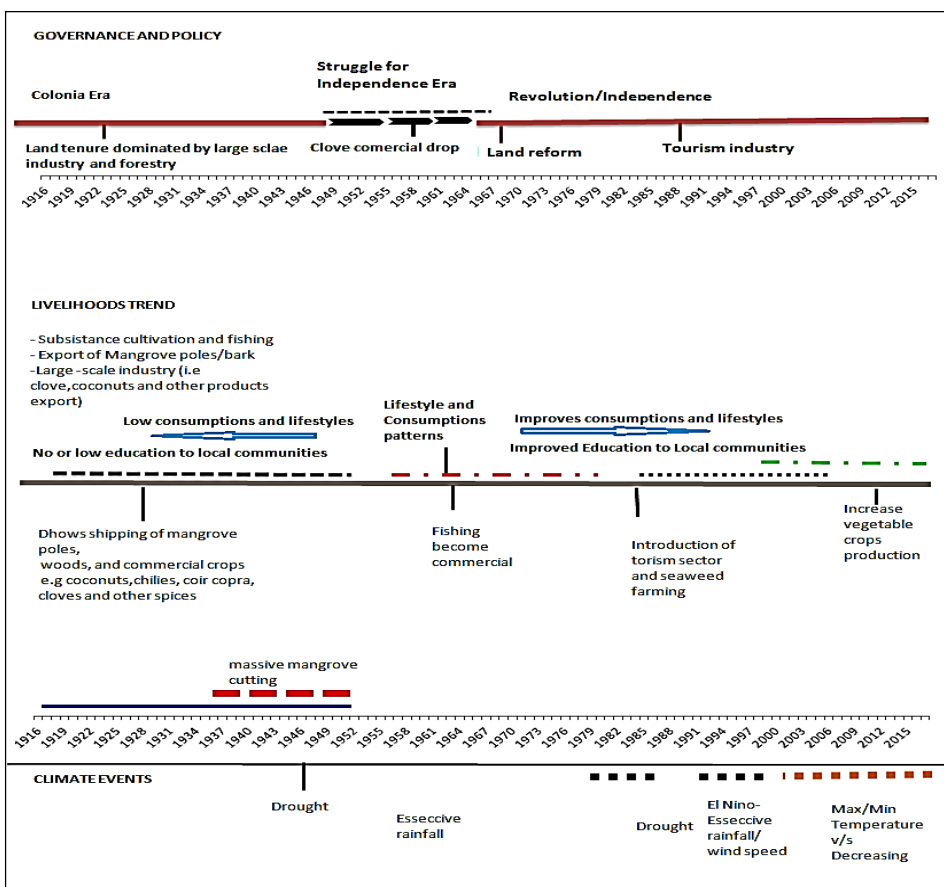 GOVERNANCE AND POLICY
Struggle for
Independence Era
Colonia Era
Revolution/Independence
Land tenure dominated by large sclae
industry and forestry
Clove comercial drop
Land reform
Tourism industry
1916 1919 1922 1925 1928 1931 1934 1937 1940 1943 1946 1949 1952 1955 1958 1961 1964 1967 1970 1973 1976 1979 1982 1985 1988 1991 1994 1997 2000 2003 2006 2009 2012 2015
LIVELIHOODS TREND
- Subsistance cultivation and fishing
- Export of Mangrove poles/bark
-Large -scale industry (i.e
clove,coconuts and other products
export)
Low consumptions and lifestyles
No or low education to local communities
Lifestyle and
Consumptions
patterns
Improves consumptions and lifestyles
Improved Education to Local communities
Dhows shipping of mangrove
poles,
woods, and commercial crops
e.g coconuts,chilies, coir copra,
cloves and other spices
Fishing
become
commercial
Introduction of
torism sector
and seaweed
farming
Increase
vegetable
crops
production
massive mangrove
cutting
1916 1919 1922 1925 1928 1931 1934 1937 1940 1943 1946 1949 1952 1955 1958 1961 1964 1967 1970 1973 1976 1979 1982 1985 1988 1991 1994 1997 2000 2003 2006 2009 2012 2015
CLIMATE EVENTS
Drought
Esseccive
rainfall
Drought
El Nino-
Esseccive
rainfall/
wind speed
Max/Min
Temperature
v/s
Decreasing